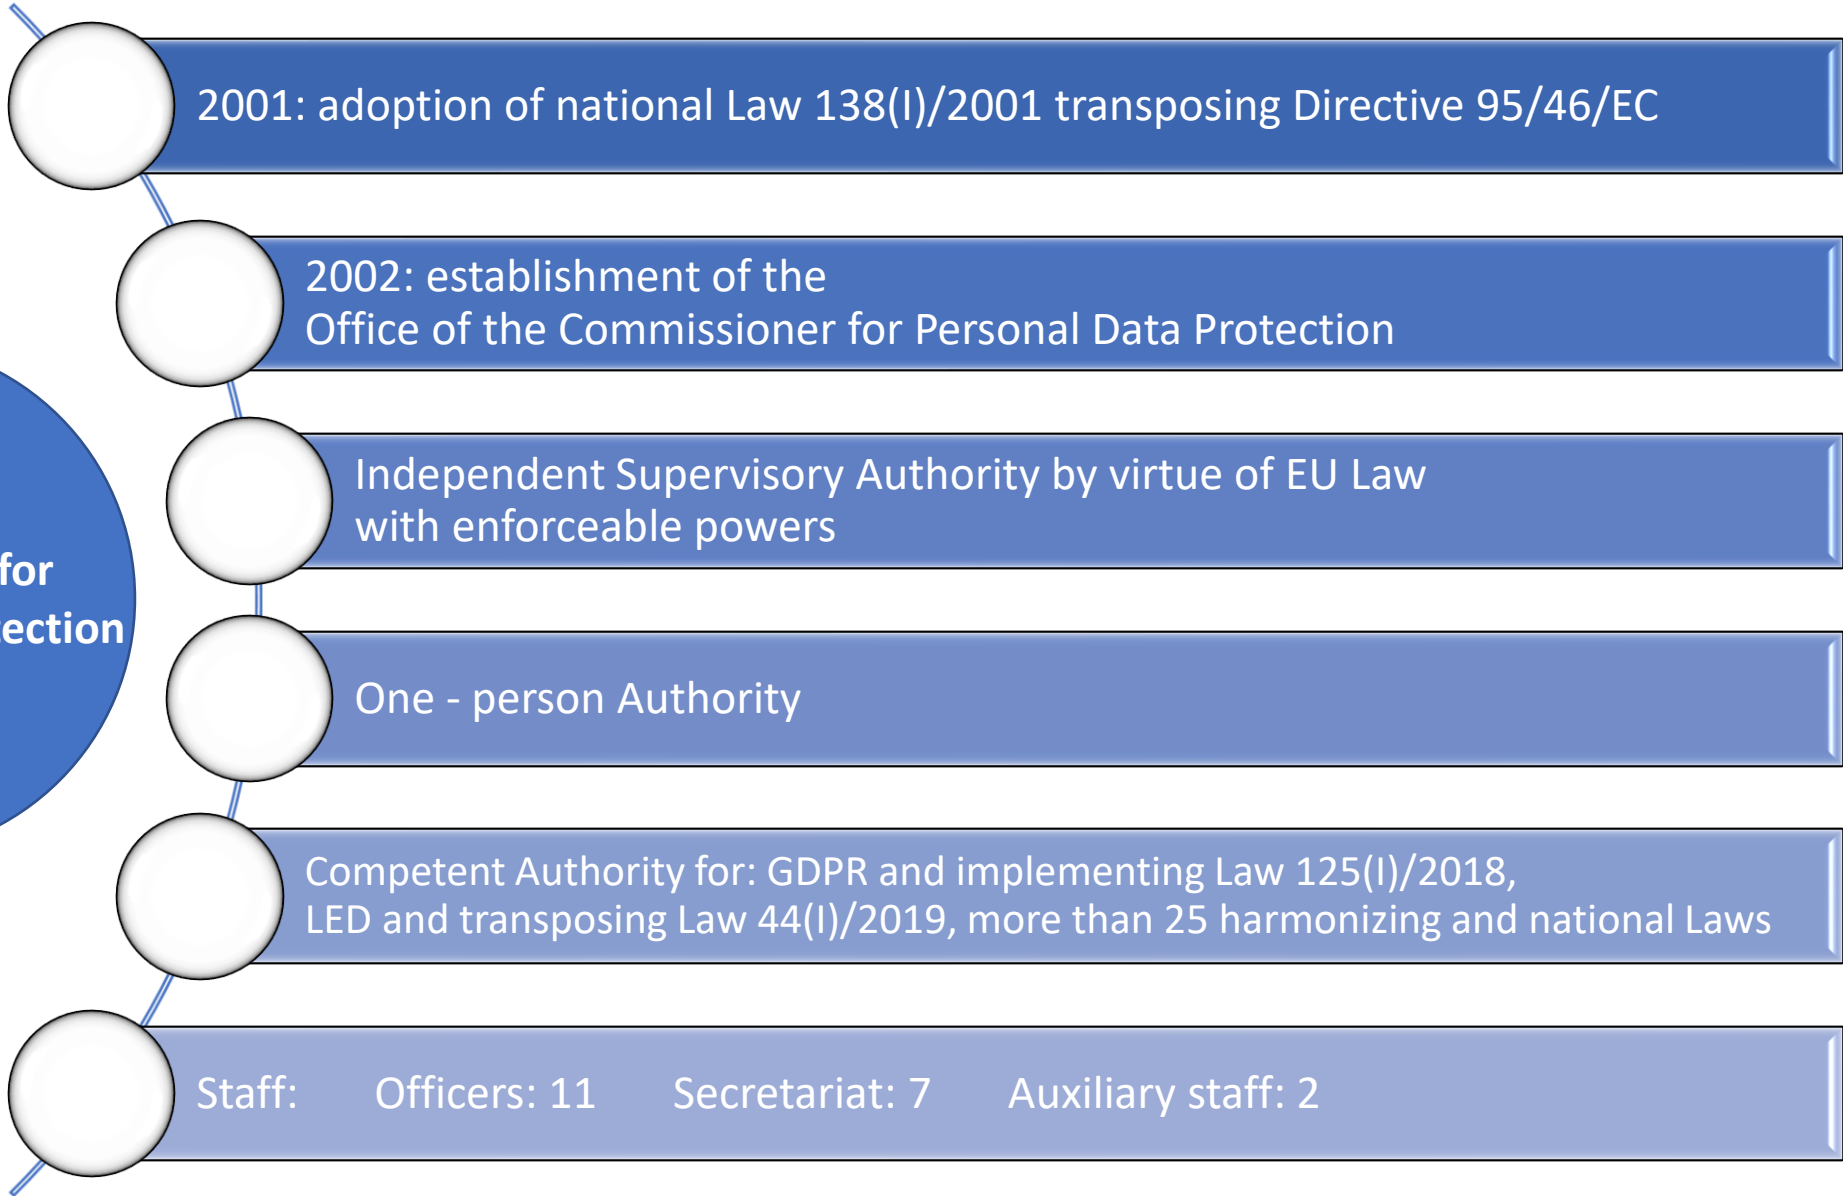 2001: adoption of national Law 138(I)/2001 transposing Directive 95/46/EC
2002: establishment of the
Office of the Commissioner for Personal Data Protection
Independent Supervisory Authority by virtue of EU Law
with enforceable powers
for
tection
One - person Authority
Competent Authority for: GDPR and implementing Law 125(I)/2018,
LED and transposing Law 44(I)/2019, more than 25 harmonizing and national Laws
Staff: Officers: 11 Secretariat: 7 Auxiliary staff: 2